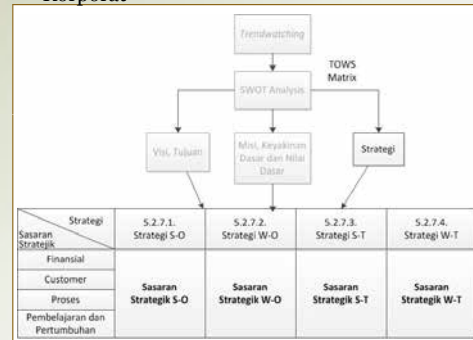 Korporat
Trendwatching
TOWS
Matrix
SWOT Analysis
Visi, Tujuan
Misi, Keyakinan
Dasar dan Nilai
Dasar
Strategi
Strategi
Sasaran
Stratejik
5.2.7.1.
Strategi S-O
5.2.7.2.
Strategi W-O
5.2.7.3.
Strategi S-T
5.2.7.4.
Strategi W-T
Finansial
Customer
Proses
Pembelajaran dan
Pertumbuhan
Sasaran
Strategik S-O
Sasaran
Strategik W-O
Sasaran
Strategik S-T
Sasaran
Strategik W-T